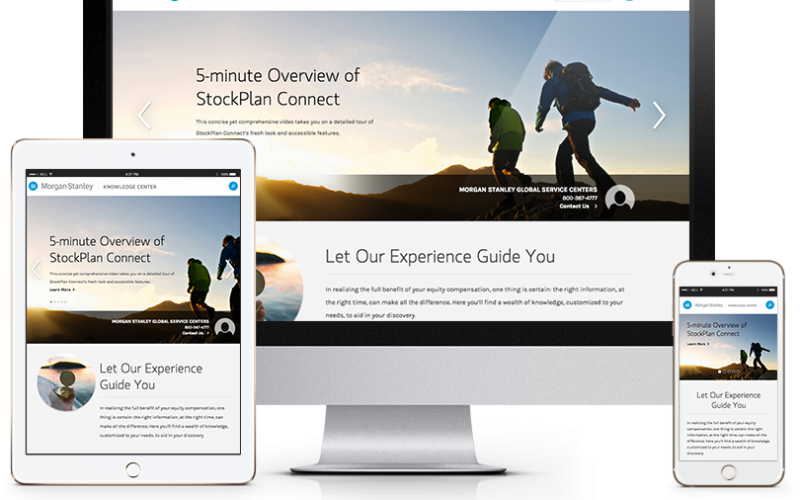 5-minute Overview of
StockPlan Connect
This concise yet comprehensive video takes you on a detailed tour of
StockPlan Connect's fresh look and accessible features.
MORGAN STANLEY GLOBAL SERVICE CENTERS
800-367-4777
Contact Us >
Let Our Experience Guide You
In realizing the full benefit of your equity compensation, one thing is certain: the right information, at
the right time, can make all the difference. Here you'll find a wealth of knowledge, customized to your
needs, to aid in your discovery.
4:21 PM
Morgan Stanley | KNOWLEDGE CENTER
5-minute Overview of
StockPlan Connect
This concise yet comprehensive video takes you on a detailed tour of
StockPlan Connect's fresh look and accessible features.
Learn More >
MORGAN STANLEY GLOBAL SERVICE CENTERS
800-367-4777
Contact Us >
Let Our Experience
Guide You
In realizing the full benefit of your equity compensation, one
thing is certain: the right information, at the right time, can
make all the difference. Here you'll find a wealth of knowledge,
customized to your needs, to aid in your discovery.
4:21 PM
Morgan Stanley | KNOWLEDGE CENTER
5-minute Overview of
StockPlan Connect
Learn More >
Let Our Experience
Guide You
In realizing the full benefit of your equity
compensation, one thing is certain: the right
information, at the right time, can make all
the difference. Here you'll find a wealth of
knowledge, customized to your needs, to aid in your
discovery.